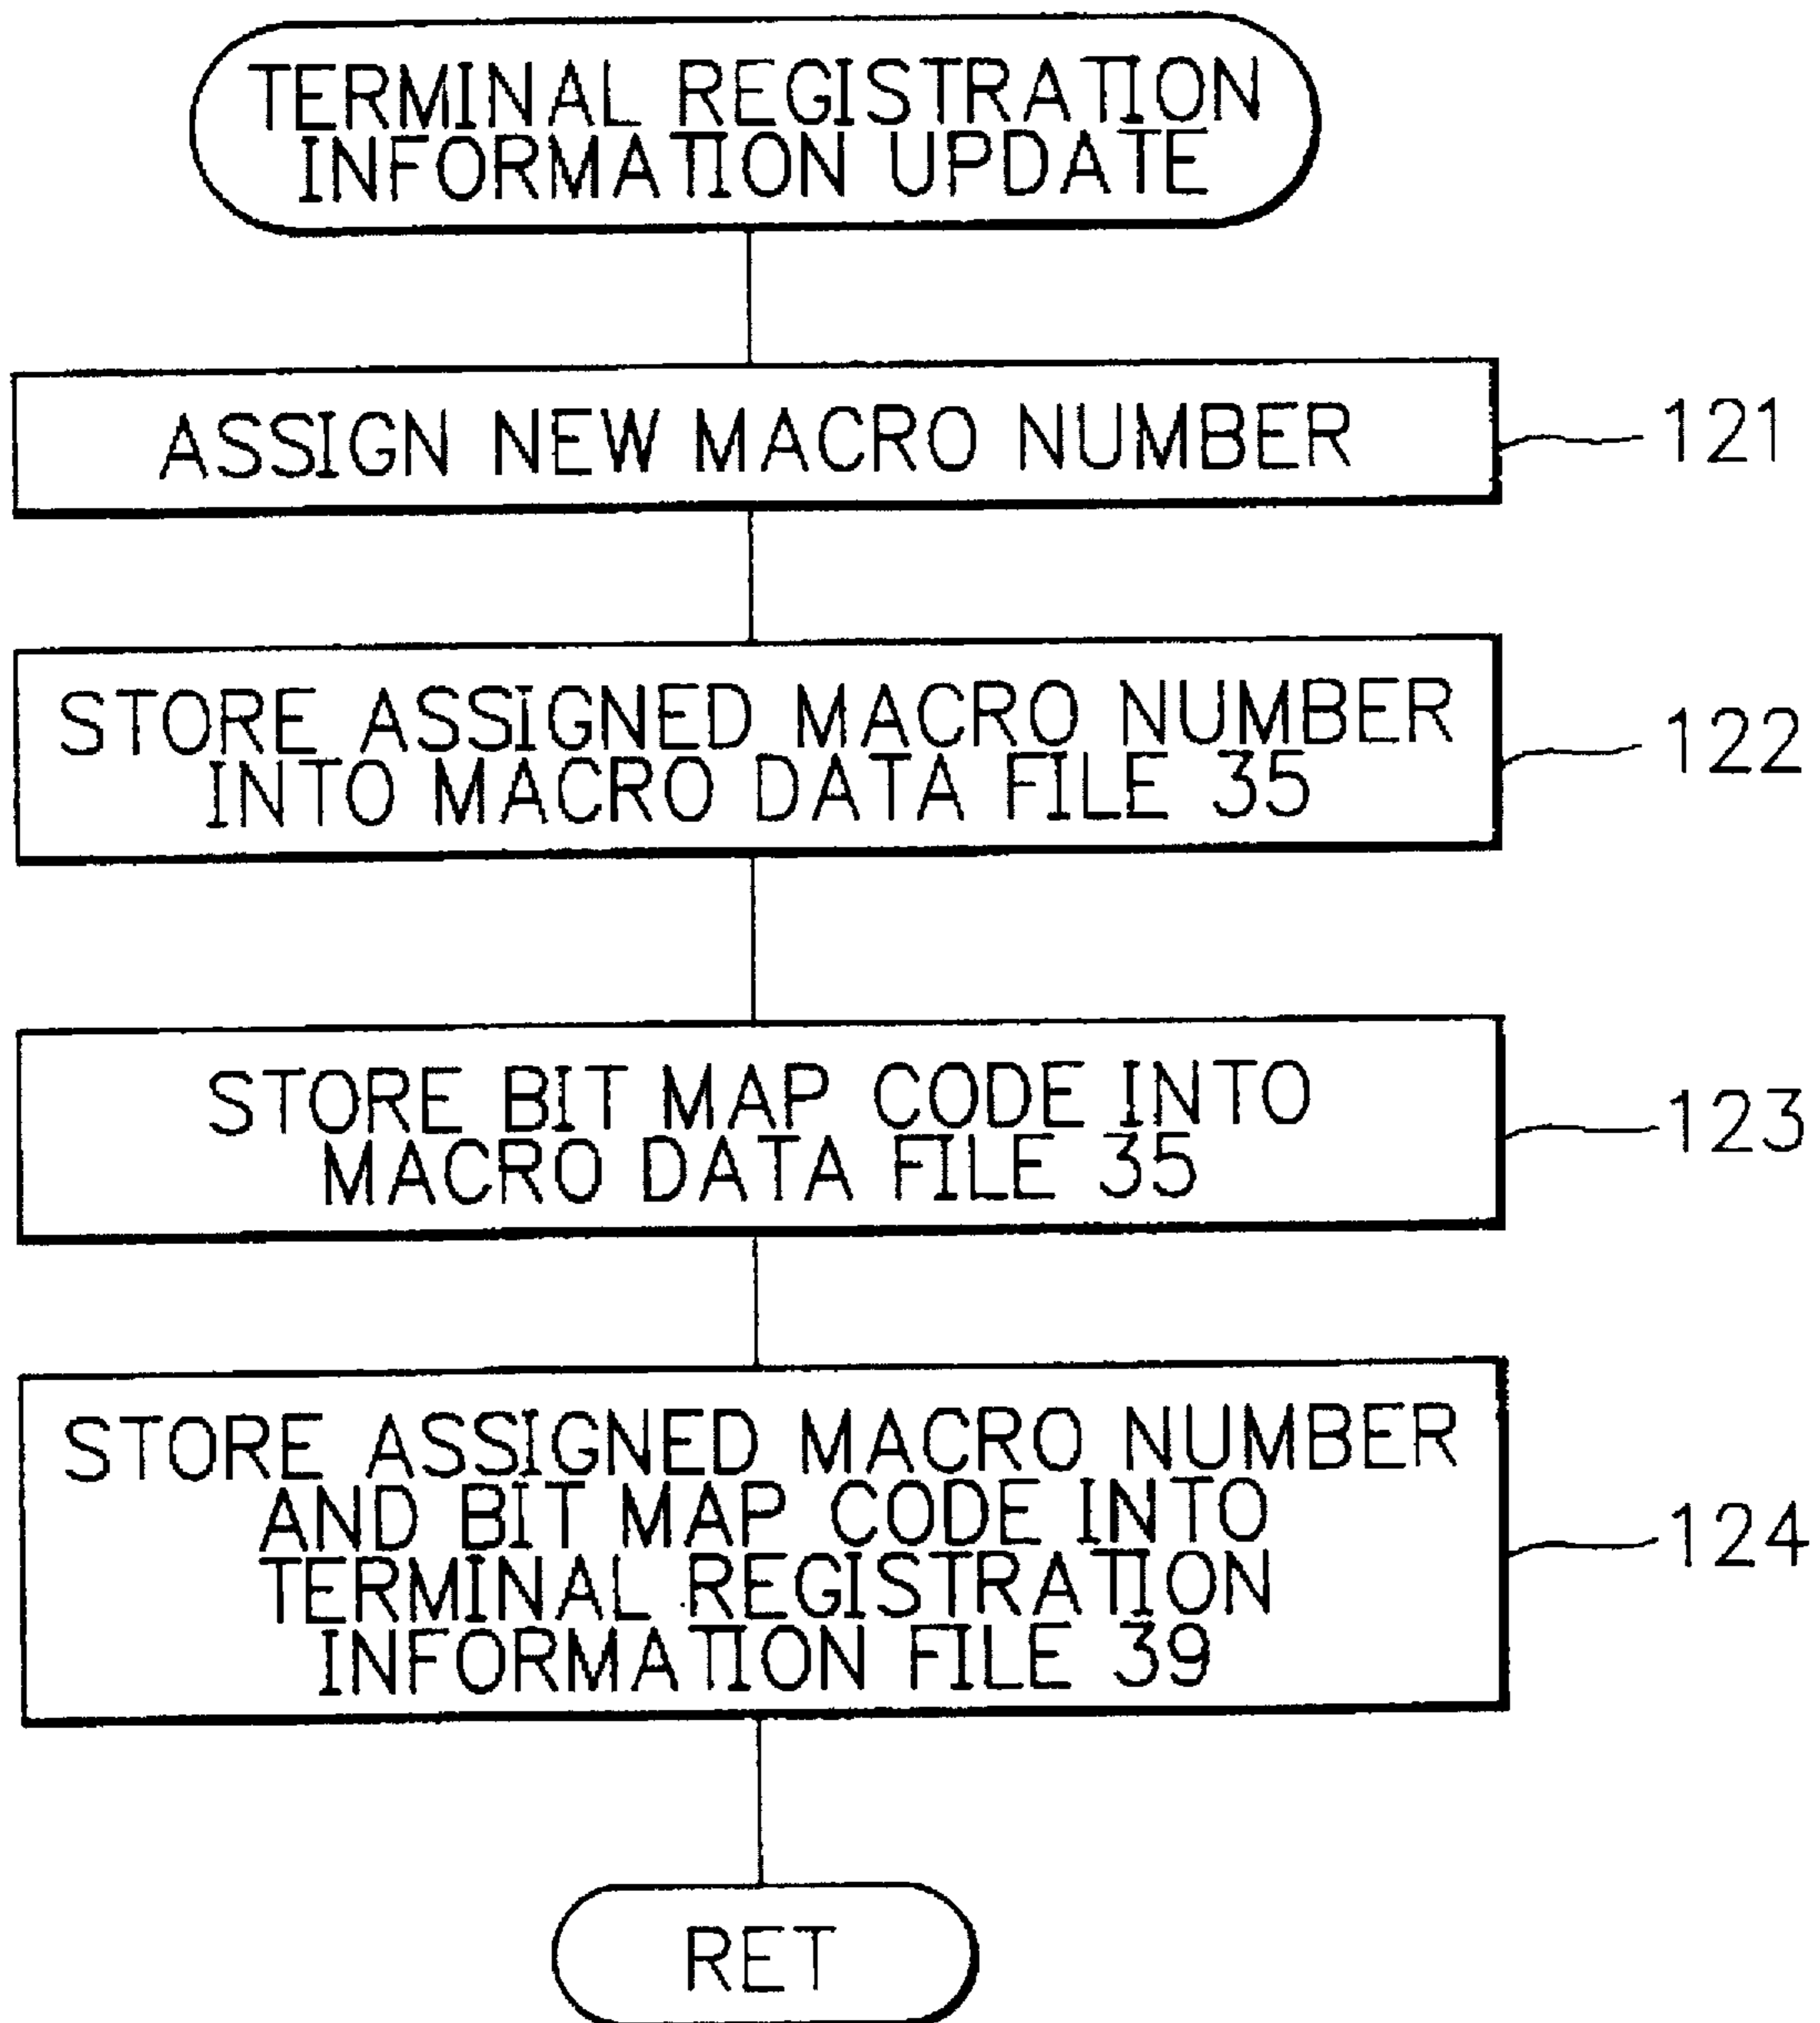 TERMINAL REGISTRATION
INFORMATION UPDATE
ASSIGN NEW MACRO NUMBER
121
STORE ASSIGNED MACRO NUMBER
INTO MACRO DATA FILE 35
122
STORE BIT MAP CODE INTO
MACRO DATA FILE 35
123
STORE ASSIGNED MACRO NUMBER
AND BIT MAP CODE INTO
TERMINAL REGISTRATION
INFORMATION FILE 39
124
RET